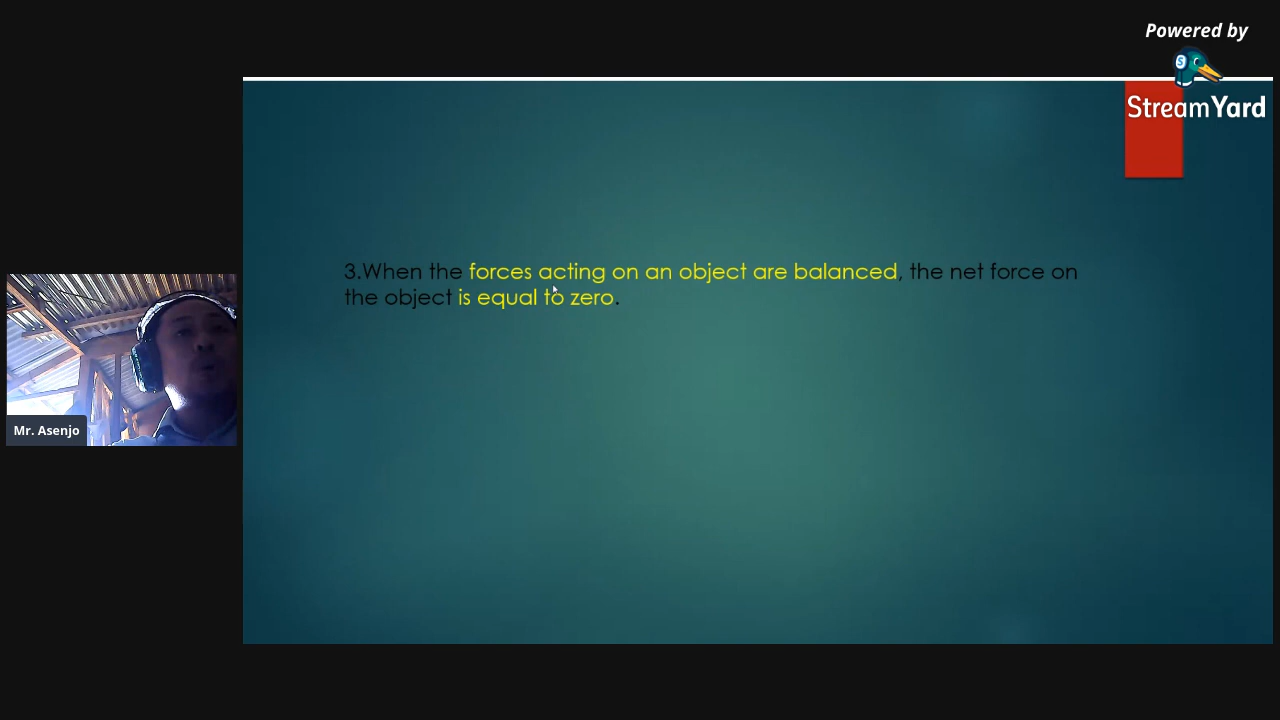 Powered by
StreamYard
3.When the forces acting on an object are balanced, the net force on
the object is equal to zero.
Mr. Asenjo